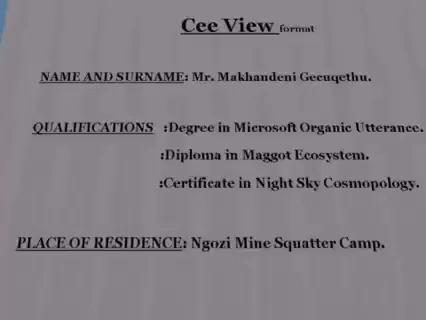 Cee View format
NAME AND SURNAME: Mr. Makhandeni Gecuqethu.
QUALIFICATIONS :Degree in Microsoft Organic Utterance.
:Diploma in Maggot Ecosystem.
:Certificate in Night Sky Cosmopology.
PLACE OF RESIDENCE: Ngozi Mine Squatter Camp.